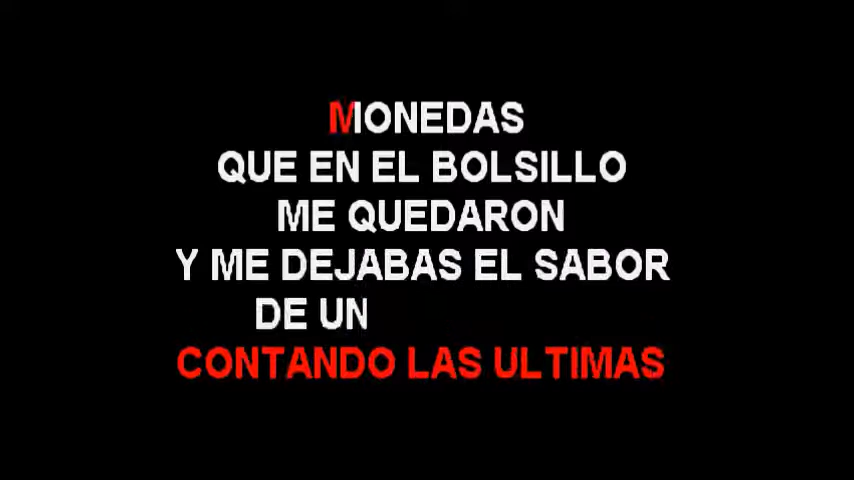 MONEDAS
QUE EN EL BOLSILLO
ME QUEDARON
Y ME DEJABAS EL SABOR
DE UN
CONTANDO LAS ULTIMAS